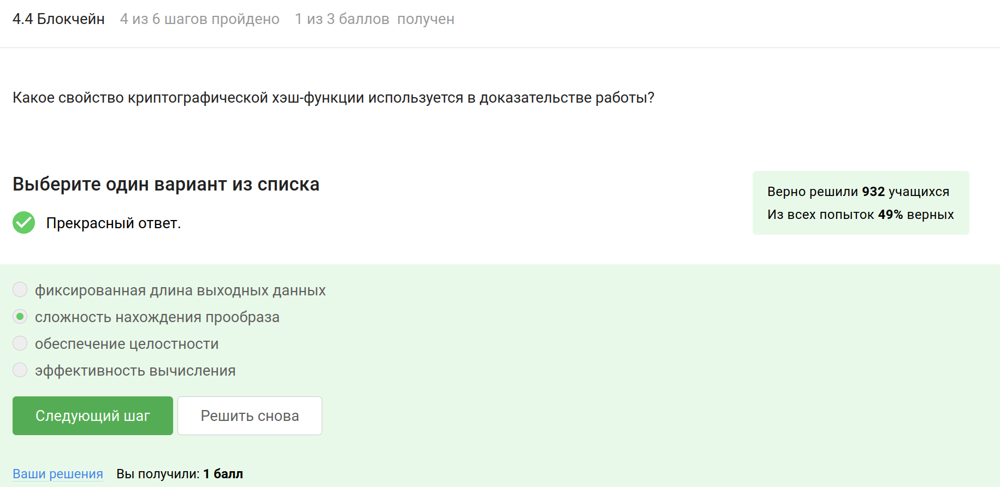 4.4 Блокчейн 4 из 6 шагов пройдено 1 из 3 баллов получен
Какое свойство криптографической хэш-функции используется в доказательстве работы?
Выберите один вариант из списка
Прекрасный ответ.
Верно решили 932 учащихся
Из всех попыток 49% верных
фиксированная длина выходных данных
сложность нахождения прообраза
обеспечение целостности
эффективность вычисления
Следующий шаг Решить снова
Ваши решения Вы получили: 1 балл